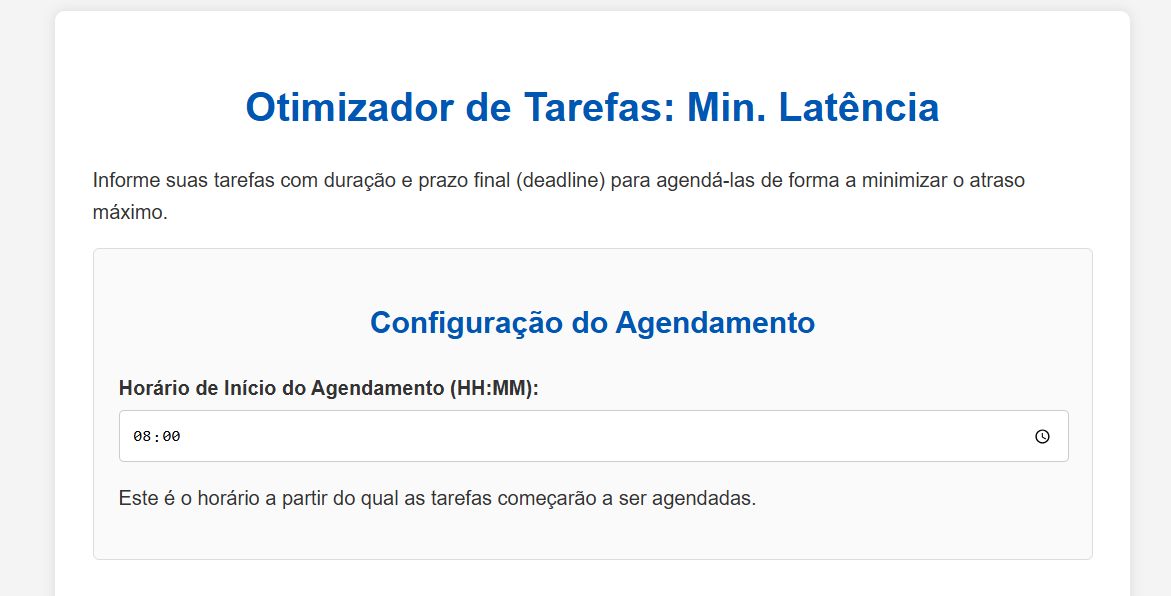 Otimizador de Tarefas: Min. Latência
Informe suas tarefas com duração e prazo final (deadline) para agendá-las de forma a minimizar o atraso
máximo.
Configuração do Agendamento
Horário de Início do Agendamento (HH:MM):
08:00
Este é o horário a partir do qual as tarefas começarão a ser agendadas.